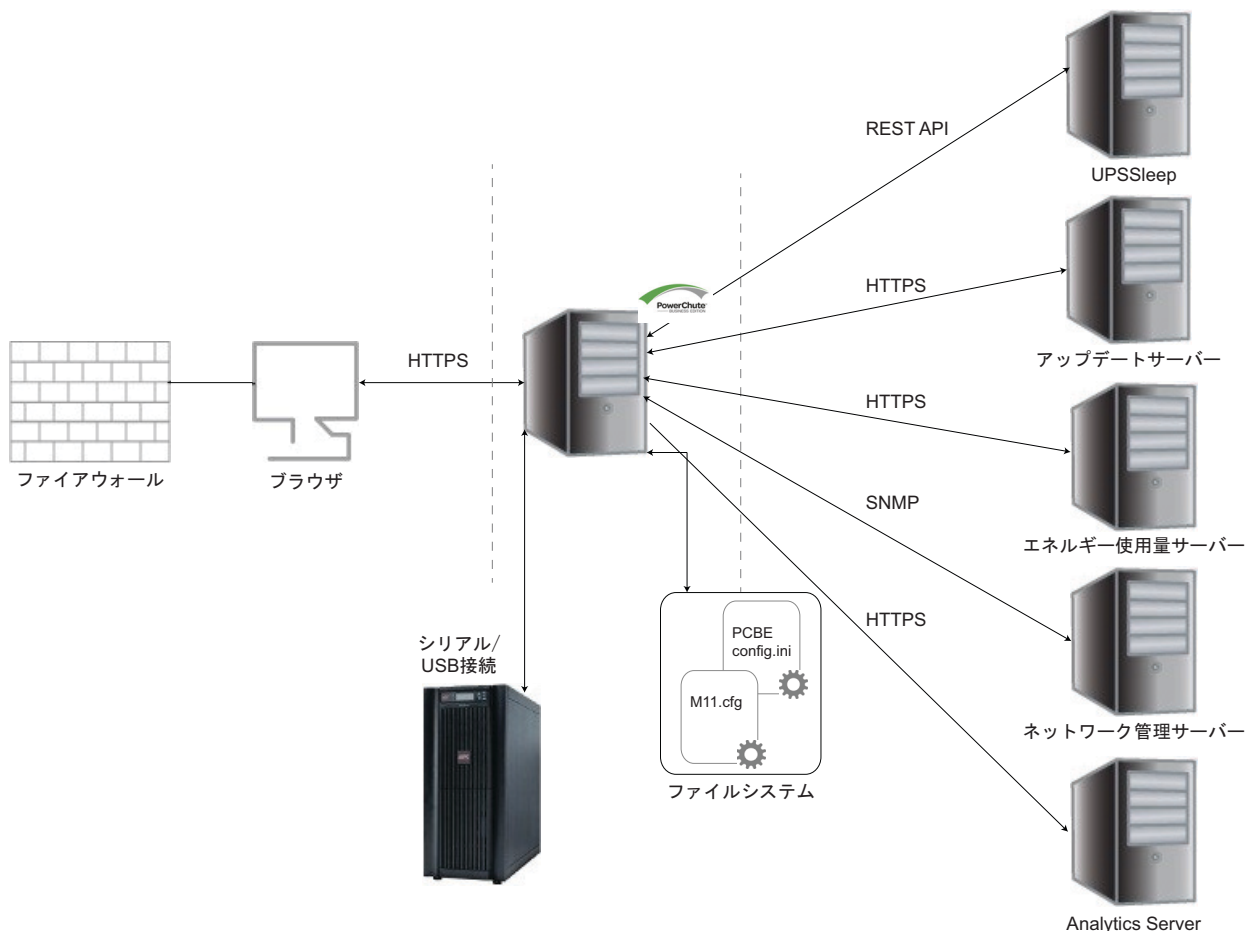 REST API
UPSSleep
PowerChute
BUSINESS EDITION
HTTPS
アップデートサーバー
HTTPS
ファイアウォール
ブラウザ
HTTPS
エネルギー使用量サーバー
SNMP
シリアル/
USB接続
PCBE
config.ini
M11.cfg
ファイルシステム
ネットワーク管理サーバー
HTTPS
Analytics Server